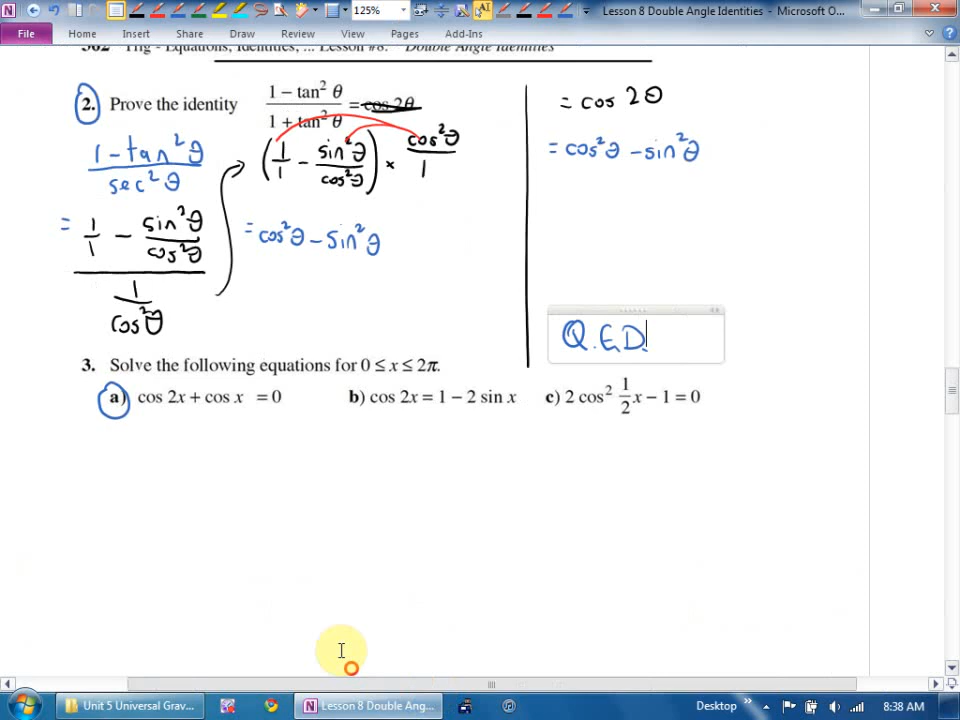 125%
Lesson 8 Double Angle Identities - Microsoft O...
File Home Insert Share Draw Review View Pages Add-Ins
362 Trig - Equations, Identities, ... Lesson #8: Double Angle Identities
2. Prove the identity (1 − tan² θ)/(1 + tan² θ) = cos 2θ
= cos 2θ
(1 − tan²θ)/(sec²θ)
(1/1 − sin²θ/cos²θ) × cos²θ/1
= cos²θ − sin²θ
= (1/1 − sin²θ/cos²θ)/(1/cos²θ)
= cos²θ − sin²θ
Q.E.D.
3. Solve the following equations for 0 ≤ x ≤ 2π.
a) cos 2x + cos x = 0 b) cos 2x = 1 − 2 sin x c) 2 cos² 1/2 x − 1 = 0
Unit 5 Universal Grav...
Lesson 8 Double Ang...
Desktop
8:38 AM